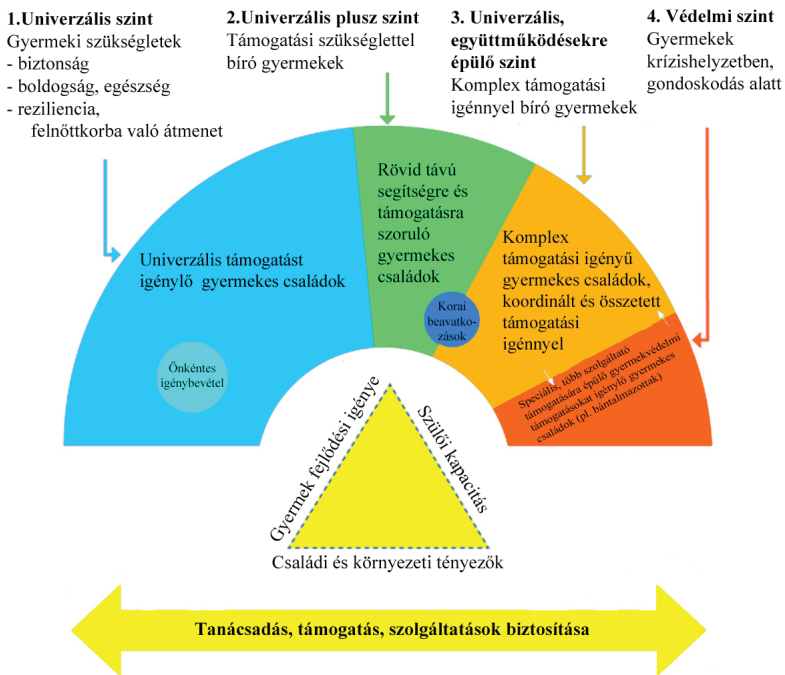 1.Univerzális szint
Gyermeki szükségletek
- biztonság
- boldogság, egészség
- reziliencia,
felnőttkorba való átmenet
2.Univerzális plusz szint
Támogatási szükséglettel
bíró gyermekek
3. Univerzális,
együttműködésekre
épülő szint
Komplex támogatási
igénnyel bíró gyermekek
4. Védelmi szint
Gyermekek
krízishelyzetben,
gondoskodás alatt
Univerzális támogatást
igénylő gyermekes családok
Önkéntes
igénybevétel
Rövid távú
segítségre és
támogatásra
szoruló
gyermekes
családok
Korai
beavatko-
zások
Komplex
támogatási igényű
gyermekes családok,
koordinált és összetett
támogatási
igénnyel
Speciális, több szolgáltató
támogatására épülő gyermekvédelmi
támogatásokat igénylő gyermekes
családok (pl. bántalmazottak)
Gyermek fejlődési igénye
Szülői kapacitás
Családi és környezeti tényezők
Tanácsadás, támogatás, szolgáltatások biztosítása